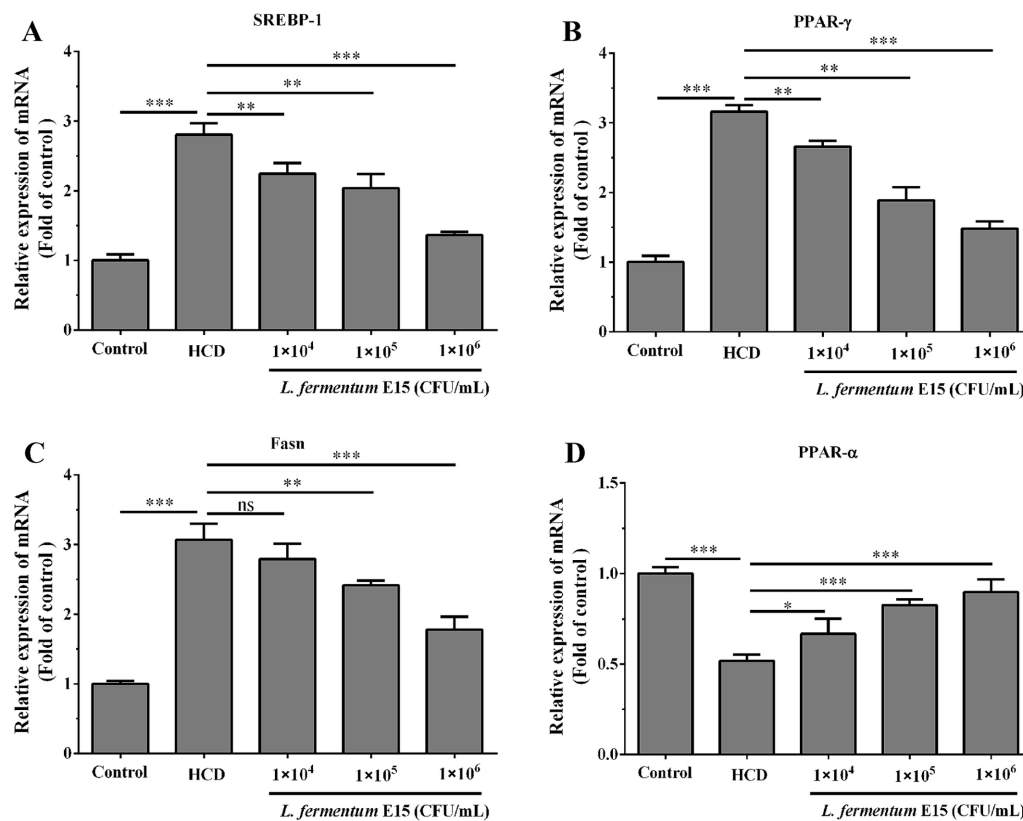 A
SREBP-1
Relative expression of mRNA
(Fold of control )
4
3
2
1
0
***
**
**
***
Control
HCD
1×10⁴
1×10⁵
1×10⁶
L. fermentum E15 (CFU/mL)
B
PPAR-γ
Relative expression of mRNA
(Fold of control )
4
3
2
1
0
***
**
**
***
Control
HCD
1×10⁴
1×10⁵
1×10⁶
L. fermentum E15 (CFU/mL)
C
Fasn
Relative expression of mRNA
(Fold of control )
4
3
2
1
0
***
ns
**
***
Control
HCD
1×10⁴
1×10⁵
1×10⁶
L. fermentum E15 (CFU/mL)
D
PPAR-α
Relative expression of mRNA
(Fold of control )
1.5
1.0
0.5
0.0
***
*
***
***
Control
HCD
1×10⁴
1×10⁵
1×10⁶
L. fermentum E15 (CFU/mL)